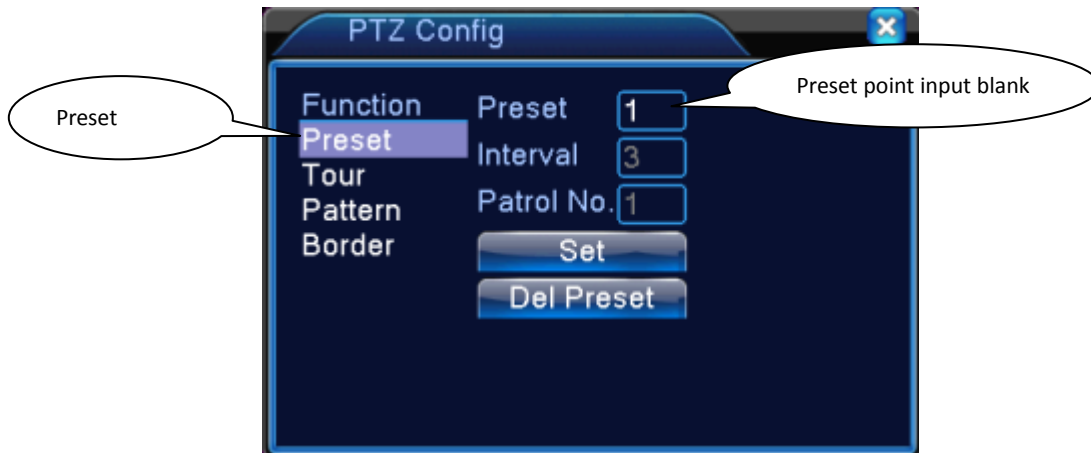 PTZ Config
Preset point input blank
Preset
Function
Preset
Tour
Pattern
Border
Preset 1
Interval 3
Patrol No. 1
Set
Del Preset